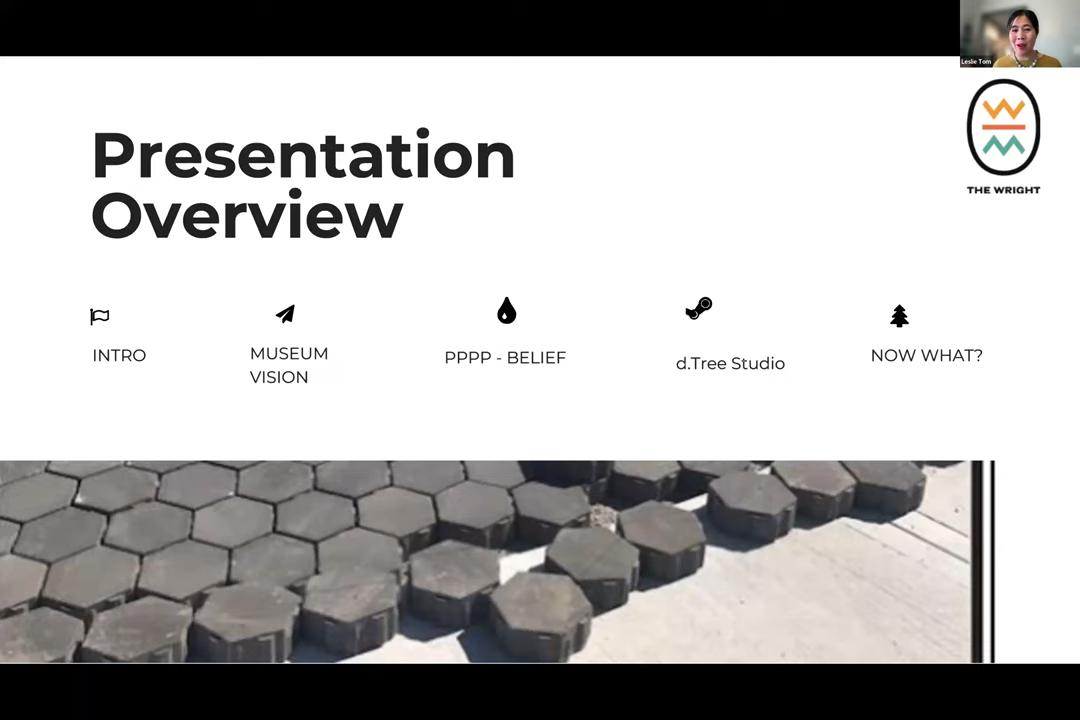 Leslie Tom
THE WRIGHT
Presentation
Overview
INTRO
MUSEUM
VISION
PPPP - BELIEF
d.Tree Studio
NOW WHAT?